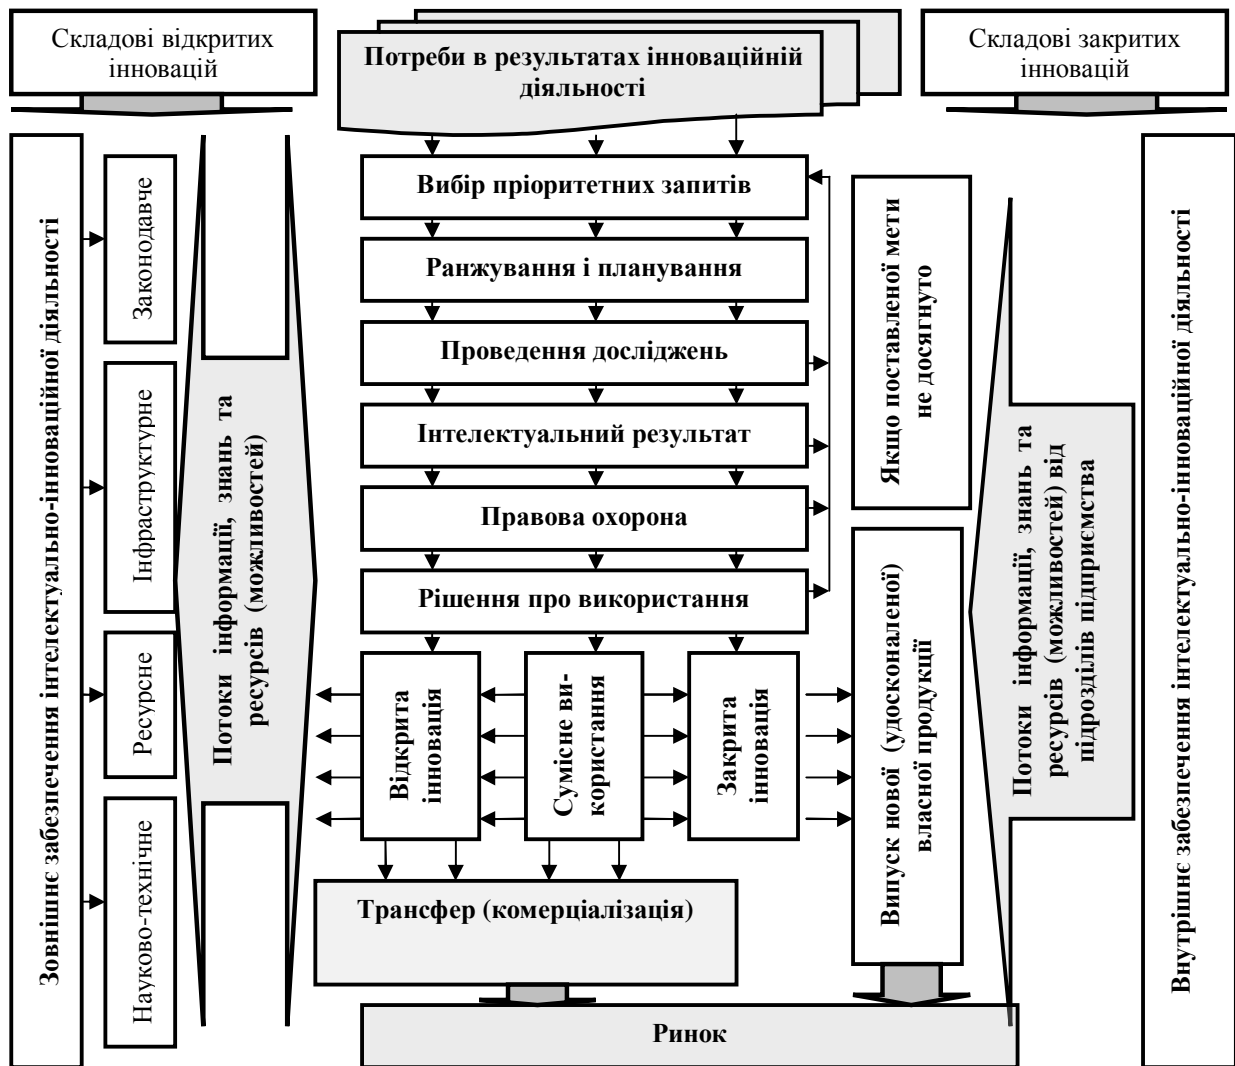 Складові відкритих
інновацій
Потреби в результатах інноваційній
діяльності
Складові закритих
інновацій
Зовнішнє забезпечення інтелектуально-інноваційної діяльності
Законодавче
Інфраструктурне
Ресурсне
Науково-технічне
Потоки інформації, знань та
ресурсів (можливостей)
Вибір пріоритетних запитів
Ранжування і планування
Проведення досліджень
Інтелектуальний результат
Правова охорона
Рішення про використання
Відкрита
інновація
Сумісне ви-
користання
Закрита
інновація
Трансфер (комерціалізація)
Ринок
Якщо поставленої мети
не досягнуто
Випуск нової (удосконаленої)
власної продукції
Потоки інформації, знань та
ресурсів (можливостей) від
підрозділів підприємства
Внутрішнє забезпечення інтелектуально-інноваційної діяльності